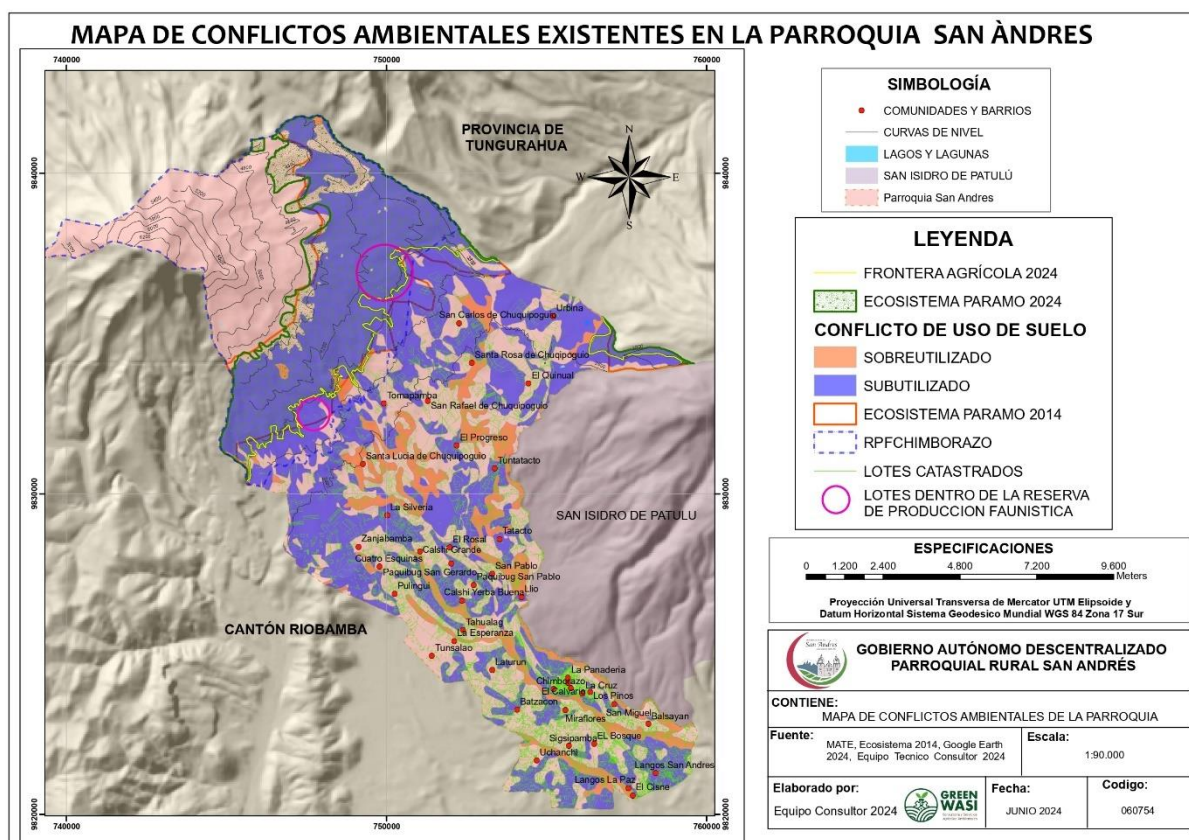 MAPA DE CONFLICTOS AMBIENTALES EXISTENTES EN LA PARROQUIA SAN ÀNDRES
740000
750000
760000
9840000
9840000
9830000
9830000
9820000
9820000
740000
750000
760000
PROVINCIA DE
TUNGURAHUA
N
W
E
S
San Carlos de Chuquipoguio
Urbina
Santa Rosa de Chuqipoguio
El Quinual
Tomapamba
San Rafael de Chuquipoguio
El Progreso
Santa Lucia de Chuquipoguio
Tuntatacto
La Silveria
SAN ISIDRO DE PATULU
Tatacto
Zanjabamba
El Rosal
Calshi Grande
Cuatro Esquinas
San Pablo
Paquibug San Gerardo
Paquibug San Pablo
Pulingui
Calshi Yerba Buena
Llio
CANTÓN RIOBAMBA
Tahualag
La Esperanza
Tunsalao
Laturun
La Panaderia
Chimborazo
La Cruz
El Calvario
Los Pinos
Batzacon
Miraflores
San Miguel
Balsayan
Sigsipamba
EL Bosque
Uchanchi
Langos San Andres
Langos La Paz
El Cisne
SIMBOLOGÍA
COMUNIDADES Y BARRIOS
CURVAS DE NIVEL
LAGOS Y LAGUNAS
SAN ISIDRO DE PATULÚ
Parroquia San Andres
LEYENDA
FRONTERA AGRÍCOLA 2024
ECOSISTEMA PARAMO 2024
CONFLICTO DE USO DE SUELO
SOBREUTILIZADO
SUBUTILIZADO
ECOSISTEMA PARAMO 2014
RPFCHIMBORAZO
LOTES CATASTRADOS
LOTES DENTRO DE LA RESERVA
DE PRODUCCION FAUNISTICA
ESPECIFICACIONES
0 1.200 2.400 4.800 7.200 9.600
Meters
Proyección Universal Transversa de Mercator UTM Elipsoide y
Datum Horizontal Sistema Geodesico Mundial WGS 84 Zona 17 Sur
San Andrés
GOBIERNO AUTÓNOMO DESCENTRALIZADO
PARROQUIAL RURAL SAN ANDRÉS
CONTIENE:
MAPA DE CONFLICTOS AMBIENTALES DE LA PARROQUIA
Fuente:
MATE, Ecosistema 2014, Google Earth
2024, Equipo Tecnico Consultor 2024
Escala:
1:90.000
Elaborado por:
Equipo Consultor 2024
GREEN
WASI
Fecha:
JUNIO 2024
Codigo:
060754